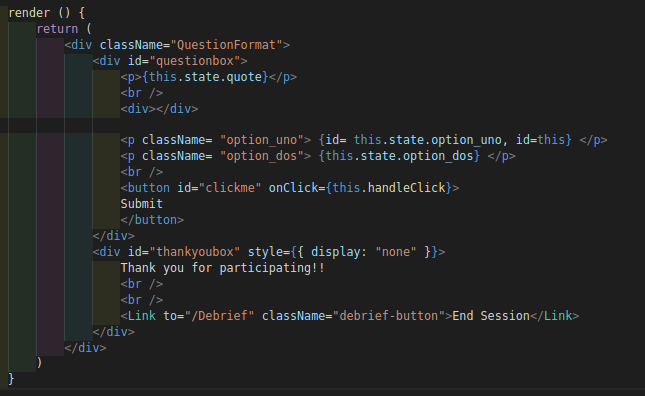 render () {
return (
<div className="QuestionFormat">
<div id="questionbox">
<p>{this.state.quote}</p>
<br />
<div></div>
<p className= "option_uno"> {id= this.state.option_uno, id=this} </p>
<p className= "option_dos"> {this.state.option_dos} </p>
<br />
<button id="clickme" onClick={this.handleClick}>
Submit
</button>
</div>
<div id="thankyoubox" style={{ display: "none" }}>
Thank you for participating!!
<br />
<br />
<Link to="/Debrief" className="debrief-button">End Session</Link>
</div>
</div>
)
}